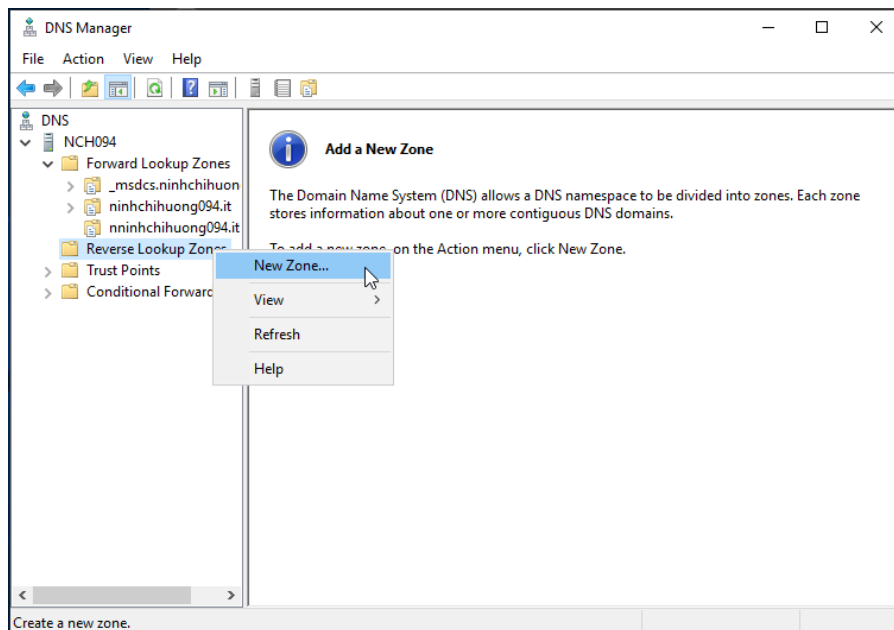 DNS Manager
File Action View Help
DNS
NCH094
Forward Lookup Zones
_msdcs.ninhchihuon
ninhchihuong094.it
nninhchihuong094.it
Reverse Lookup Zones
Trust Points
Conditional Forward
New Zone...
View
Refresh
Help
Add a New Zone
The Domain Name System (DNS) allows a DNS namespace to be divided into zones. Each zone
stores information about one or more contiguous DNS domains.
To add a new zone, on the Action menu, click New Zone.
Create a new zone.